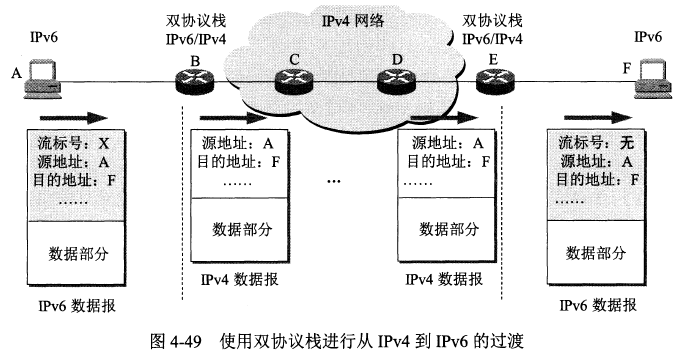 IPv6
双协议栈
IPv6/IPv4
IPv4 网络
双协议栈
IPv6/IPv4
IPv6
A
B
C
D
E
F
流标号：X
源地址：A
目的地址：F
……
数据部分
IPv6 数据报
源地址：A
目的地址：F
……
数据部分
IPv4 数据报
…
源地址：A
目的地址：F
……
数据部分
IPv4 数据报
流标号：无
源地址：A
目的地址：F
……
数据部分
IPv6 数据报
图 4-49 使用双协议栈进行从 IPv4 到 IPv6 的过渡